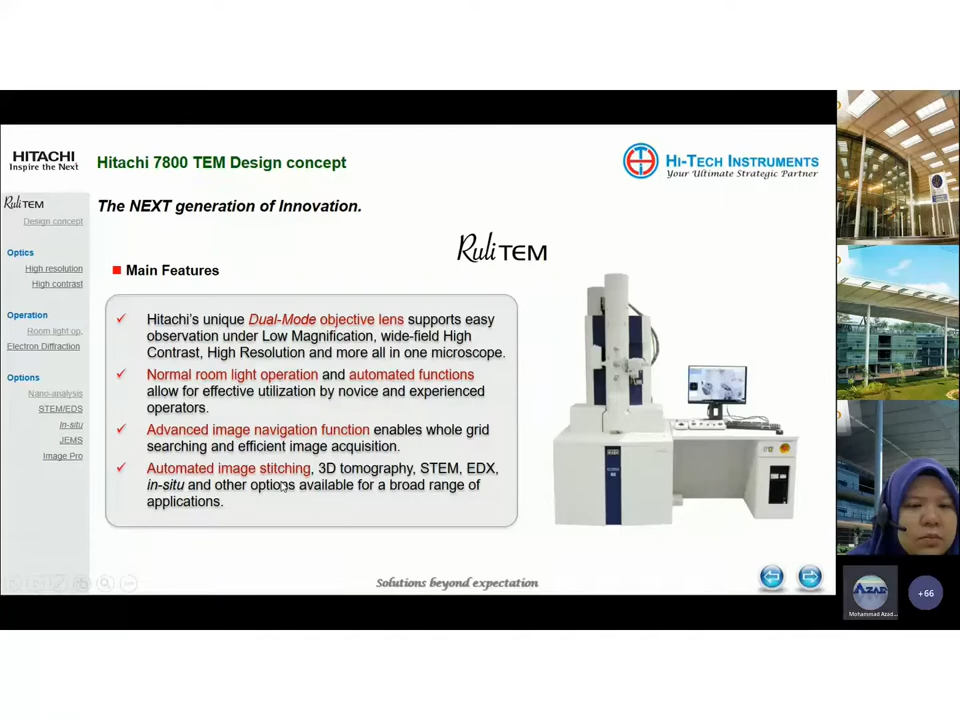 HITACHI
Inspire the Next
Hitachi 7800 TEM Design concept
HI-TECH INSTRUMENTS
Your Ultimate Strategic Partner
Ruli TEM
Design concept
Optics
High resolution
High contrast
Operation
Room light op.
Electron Diffraction
Options
Nano-analysis
STEM/EDS
In-situ
JEMS
Image Pro
The NEXT generation of Innovation.
Ruli TEM
Main Features
Hitachi's unique Dual-Mode objective lens supports easy
observation under Low Magnification, wide-field High
Contrast, High Resolution and more all in one microscope.
Normal room light operation and automated functions
allow for effective utilization by novice and experienced
operators.
Advanced image navigation function enables whole grid
searching and efficient image acquisition.
Automated image stitching, 3D tomography, STEM, EDX,
in-situ and other options available for a broad range of
applications.
Solutions beyond expectation
AZAD
Mohammad Azad...
+66